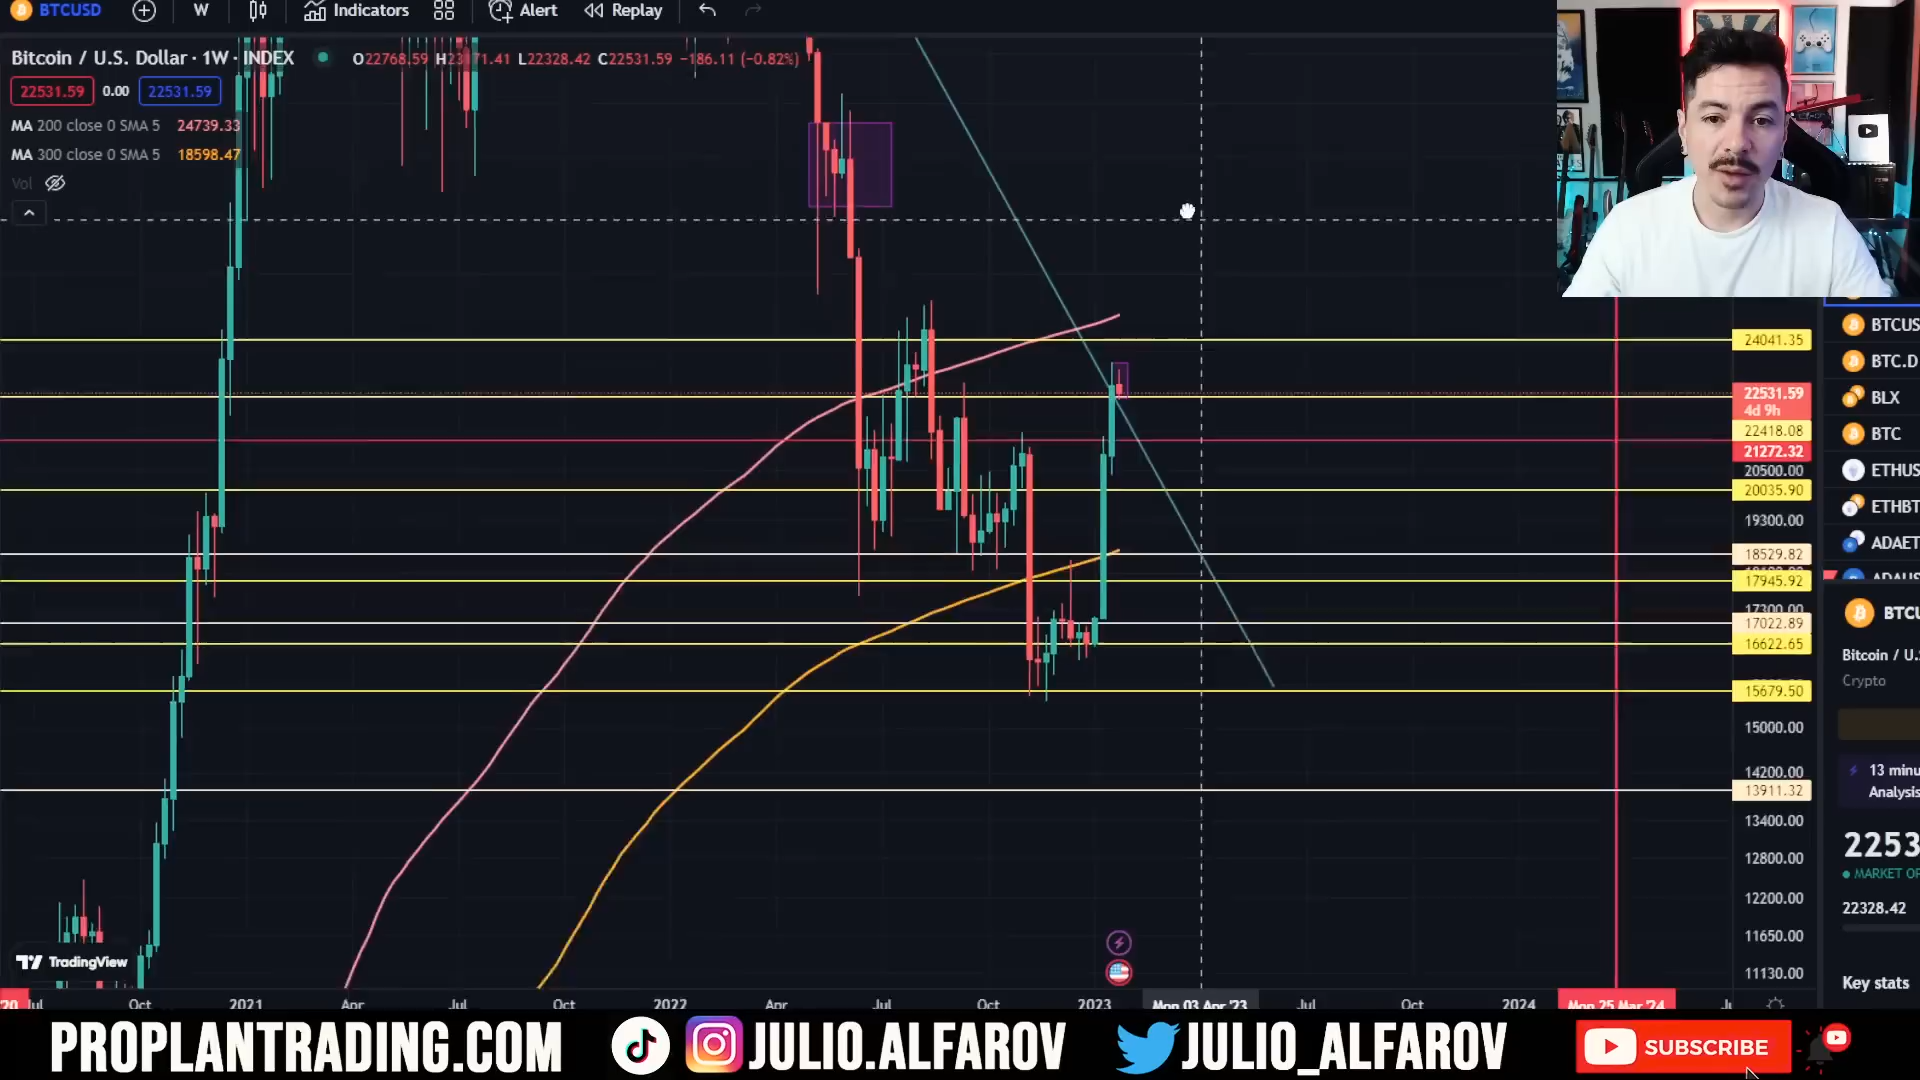 BTCUSD
W
Indicators
Alert
Replay
Bitcoin / U.S. Dollar · 1W · INDEX
O22768.59 H23171.41 L22328.42 C22531.59 −186.11 (−0.82%)
22531.59 0.00 22531.59
MA 200 close 0 SMA 5 24739.33
MA 300 close 0 SMA 5 18598.47
Vol
24041.35
22531.59
4d 9h
22418.08
21272.32
20500.00
20035.90
19300.00
18529.82
17945.92
17300.00
17022.89
16622.65
15679.50
15000.00
14200.00
13911.32
13400.00
12800.00
12200.00
11650.00
11130.00
BTCUS
BTC.D
BLX
BTC
ETHUS
ETHBT
ADAET
ADAUS
BTCU
Bitcoin / U.S
Crypto
13 minu
Analysis
2253
MARKET OP
22328.42
Key stats
TradingView
20 Jul Oct 2021 Apr Jul Oct 2022 Apr Jul Oct 2023 Mon 03 Apr '23 Jul Oct 2024 Mon 25 Mar '24
PROPLANTRADING.COM
JULIO.ALFAROV
JULIO_ALFAROV
SUBSCRIBE